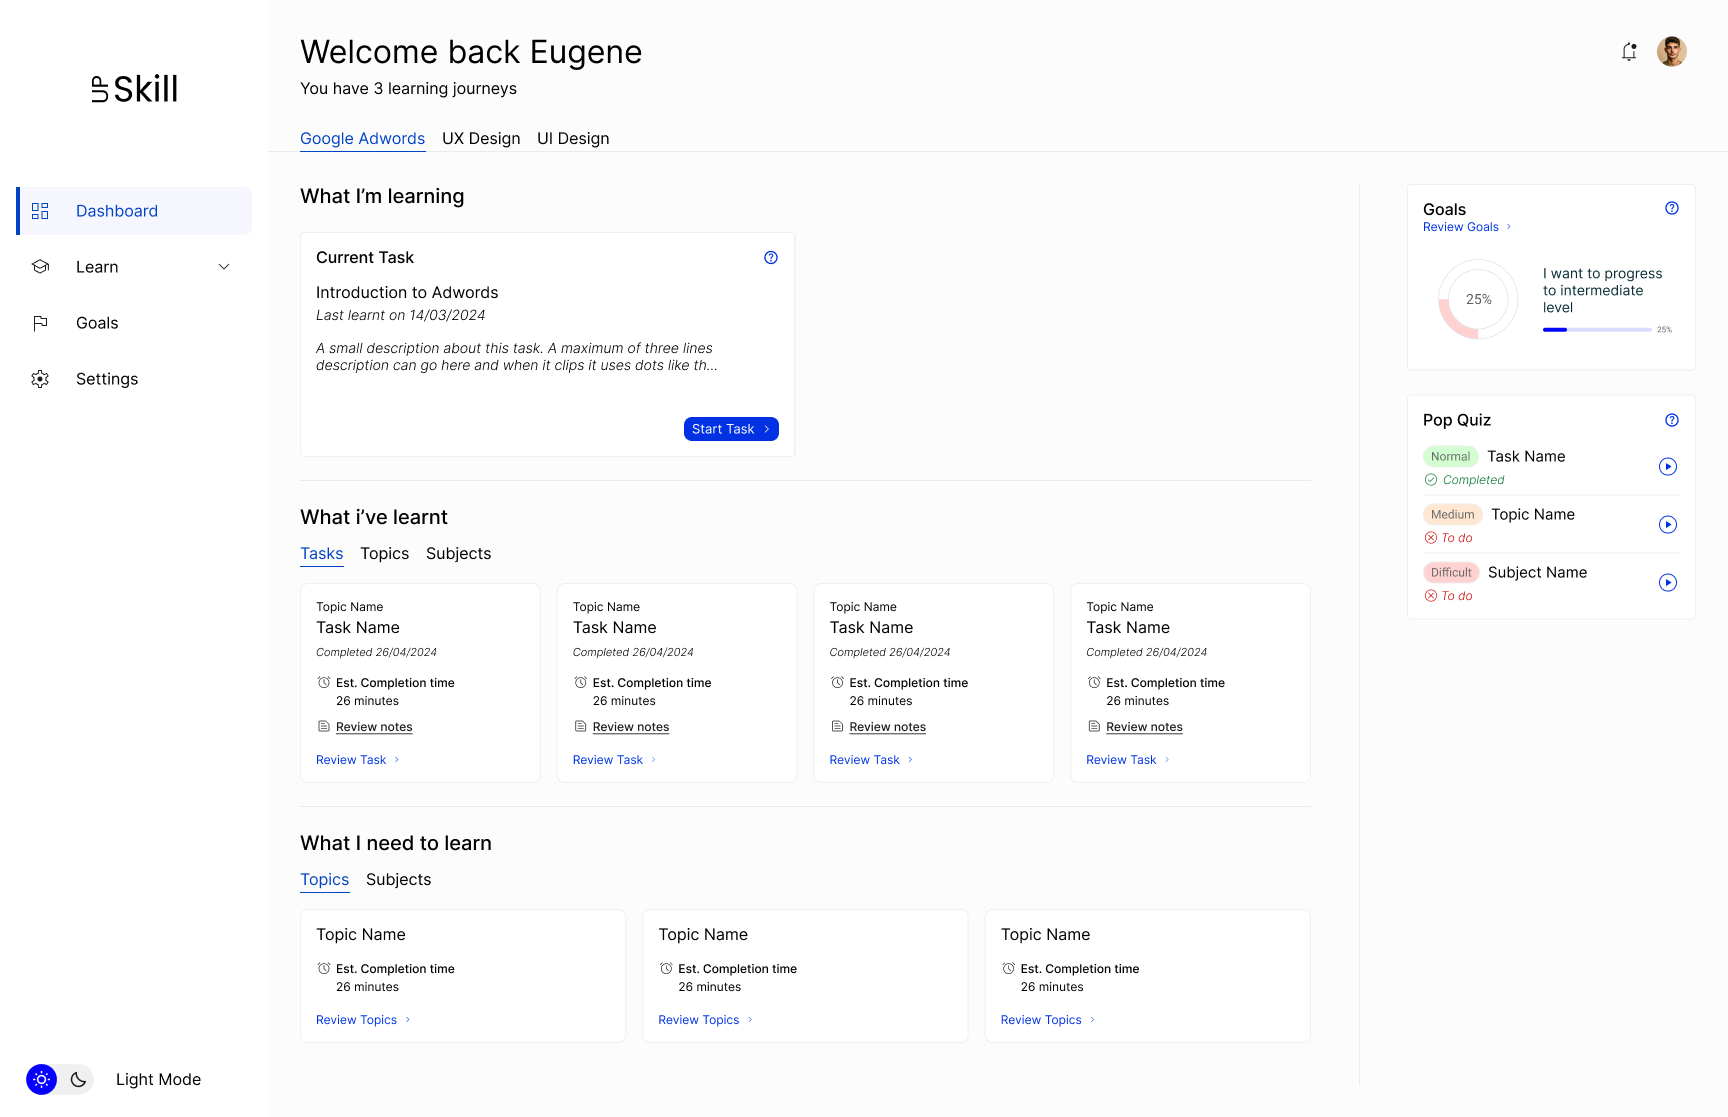 UP Skill
Dashboard
Learn
Goals
Settings
Light Mode
Welcome back Eugene
You have 3 learning journeys
Google Adwords UX Design UI Design
What I’m learning
Current Task
Introduction to Adwords
Last learnt on 14/03/2024
A small description about this task. A maximum of three lines
description can go here and when it clips it uses dots like th...
Start Task
What i’ve learnt
Tasks Topics Subjects
Topic Name
Task Name
Completed 26/04/2024
Est. Completion time
26 minutes
Review notes
Review Task
Topic Name
Task Name
Completed 26/04/2024
Est. Completion time
26 minutes
Review notes
Review Task
Topic Name
Task Name
Completed 26/04/2024
Est. Completion time
26 minutes
Review notes
Review Task
Topic Name
Task Name
Completed 26/04/2024
Est. Completion time
26 minutes
Review notes
Review Task
What I need to learn
Topics Subjects
Topic Name
Est. Completion time
26 minutes
Review Topics
Topic Name
Est. Completion time
26 minutes
Review Topics
Topic Name
Est. Completion time
26 minutes
Review Topics
Goals
Review Goals
25%
I want to progress
to intermediate
level
25%
Pop Quiz
Normal Task Name
Completed
Medium Topic Name
To do
Difficult Subject Name
To do